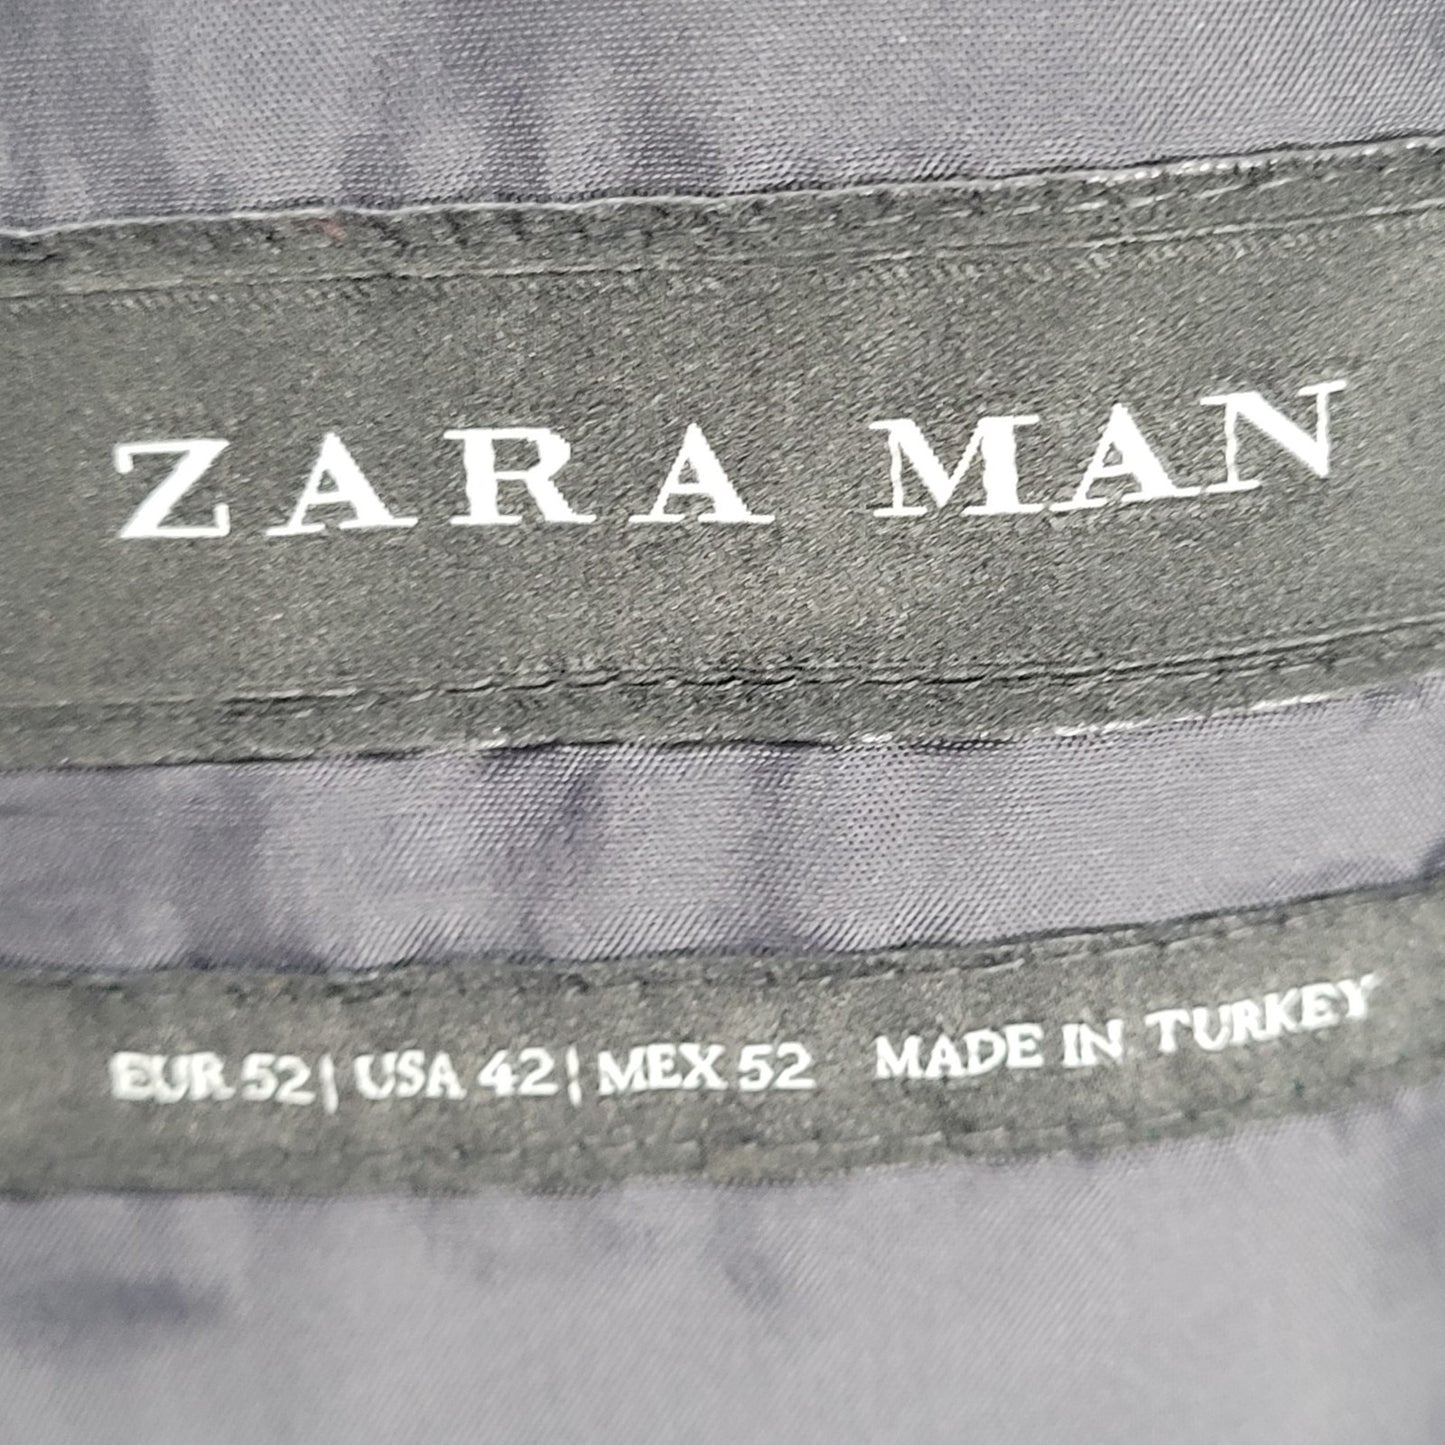 ZARA MAN
EUR 52 | USA 42 | MEX 52 MADE IN TURKEY